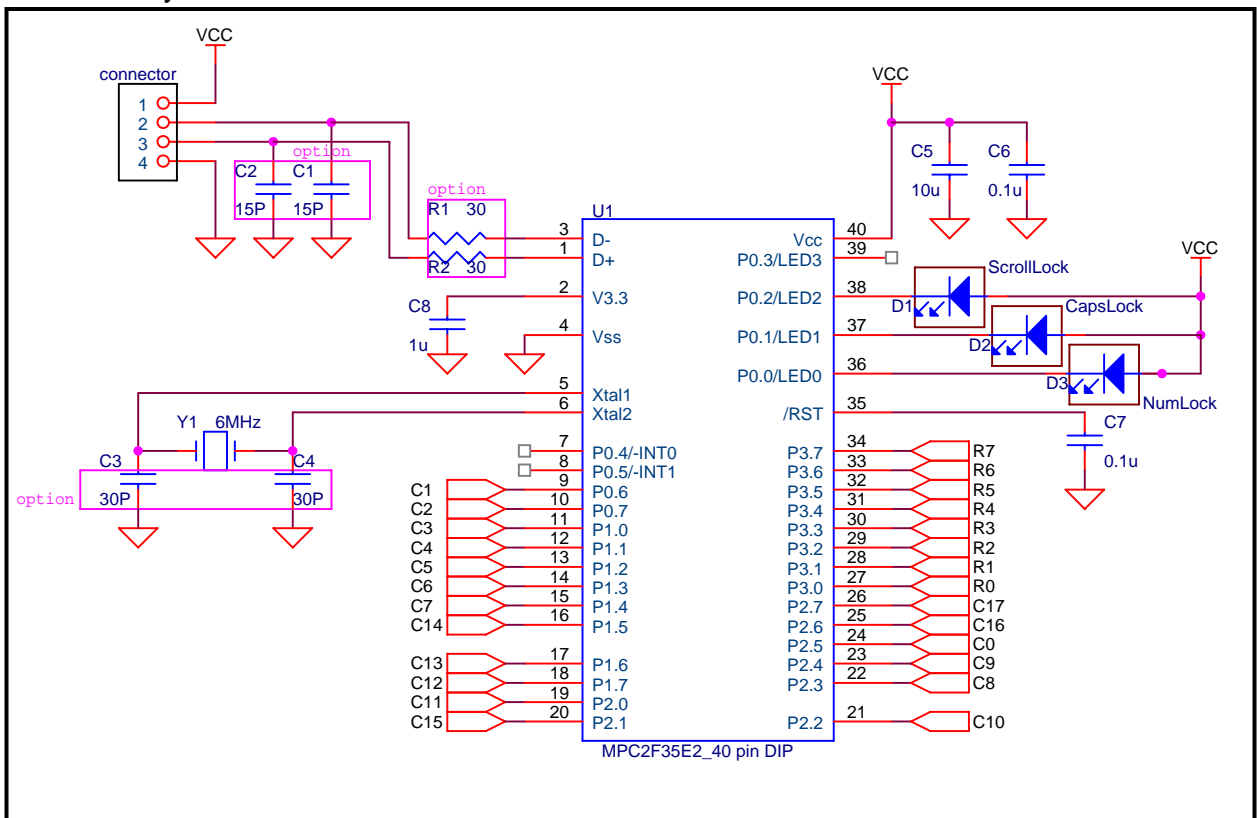 VCC
connector
1
2
3
4
option
C2 C1
15P 15P
option
R1 30
R2 30
VCC
C5 C6
10u 0.1u
VCC
U1
3 D-
1 D+
2 V3.3
4 Vss
5 Xtal1
6 Xtal2
7 P0.4/-INT0
8 P0.5/-INT1
C1 9 P0.6
C2 10 P0.7
C3 11 P1.0
C4 12 P1.1
C5 13 P1.2
C6 14 P1.3
C7 15 P1.4
C14 16 P1.5
C13 17 P1.6
C12 18 P1.7
C11 19 P2.0
C15 20 P2.1
C8
1u
Y1 6MHz
C3 C4
option 30P 30P
Vcc 40
P0.3/LED3 39
P0.2/LED2 38
P0.1/LED1 37
P0.0/LED0 36
/RST 35
P3.7 34 R7
P3.6 33 R6
P3.5 32 R5
P3.4 31 R4
P3.3 30 R3
P3.2 29 R2
P3.1 28 R1
P3.0 27 R0
P2.7 26 C17
P2.6 25 C16
P2.5 24 C0
P2.4 23 C9
P2.3 22 C8
P2.2 21 C10
ScrollLock
D1
CapsLock
D2
D3
NumLock
C7
0.1u
MPC2F35E2_40 pin DIP